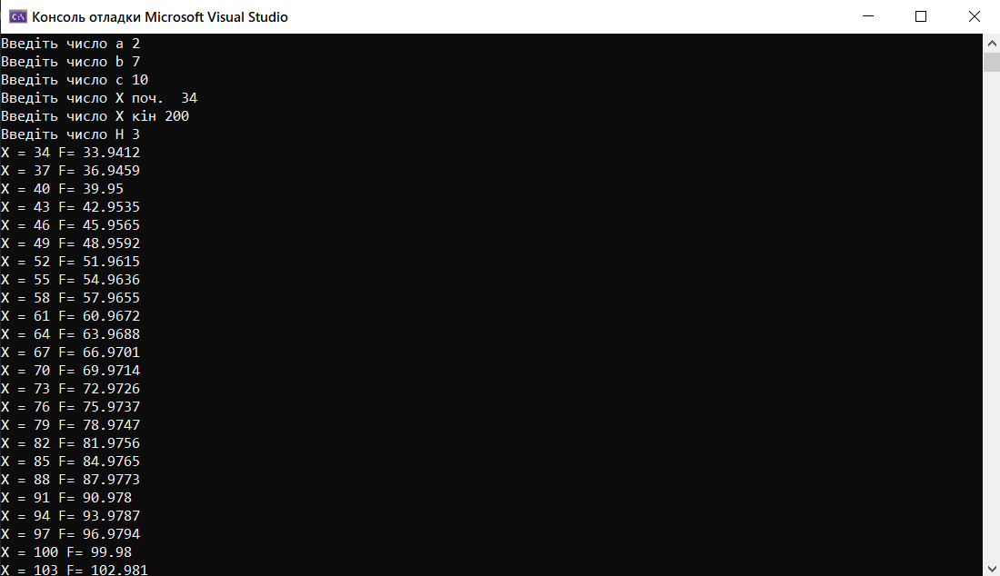 Консоль отладки Microsoft Visual Studio
Введіть число a 2
Введіть число b 7
Введіть число c 10
Введіть число X поч.  34
Введіть число X кін 200
Введіть число H 3
X = 34 F= 33.9412
X = 37 F= 36.9459
X = 40 F= 39.95
X = 43 F= 42.9535
X = 46 F= 45.9565
X = 49 F= 48.9592
X = 52 F= 51.9615
X = 55 F= 54.9636
X = 58 F= 57.9655
X = 61 F= 60.9672
X = 64 F= 63.9688
X = 67 F= 66.9701
X = 70 F= 69.9714
X = 73 F= 72.9726
X = 76 F= 75.9737
X = 79 F= 78.9747
X = 82 F= 81.9756
X = 85 F= 84.9765
X = 88 F= 87.9773
X = 91 F= 90.978
X = 94 F= 93.9787
X = 97 F= 96.9794
X = 100 F= 99.98
X = 103 F= 102.981